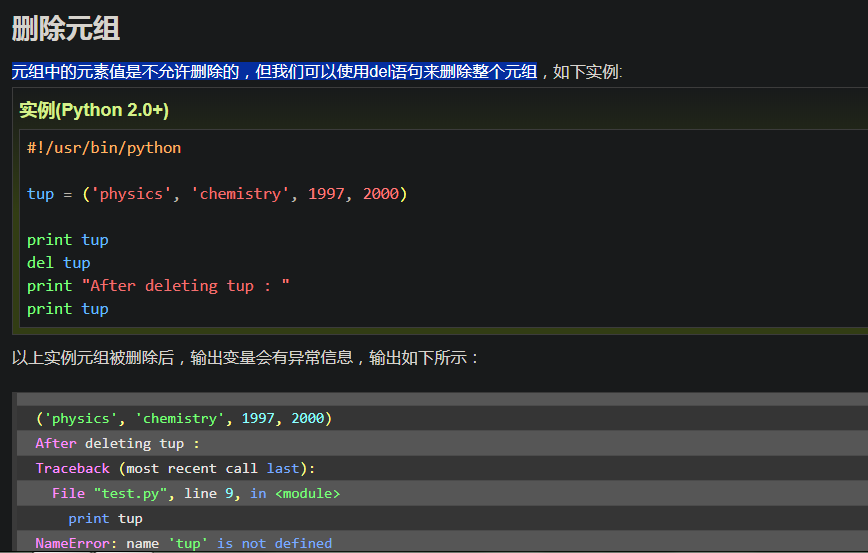 删除元组
元组中的元素值是不允许删除的，但我们可以使用del语句来删除整个元组，如下实例:
实例(Python 2.0+)
#!/usr/bin/python
tup = ('physics', 'chemistry', 1997, 2000)
print tup
del tup
print "After deleting tup : "
print tup
以上实例元组被删除后，输出变量会有异常信息，输出如下所示：
('physics', 'chemistry', 1997, 2000)
After deleting tup :
Traceback (most recent call last):
File "test.py", line 9, in <module>
print tup
NameError: name 'tup' is not defined